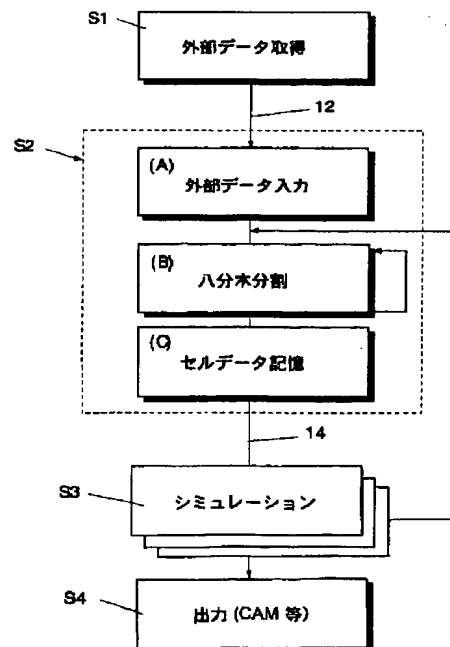 S1
外部データ取得
12
S2
(A)
外部データ入力
(B)
八分木分割
(C)
セルデータ記憶
14
S3
シミュレーション
S4
出力 (CAM 等)